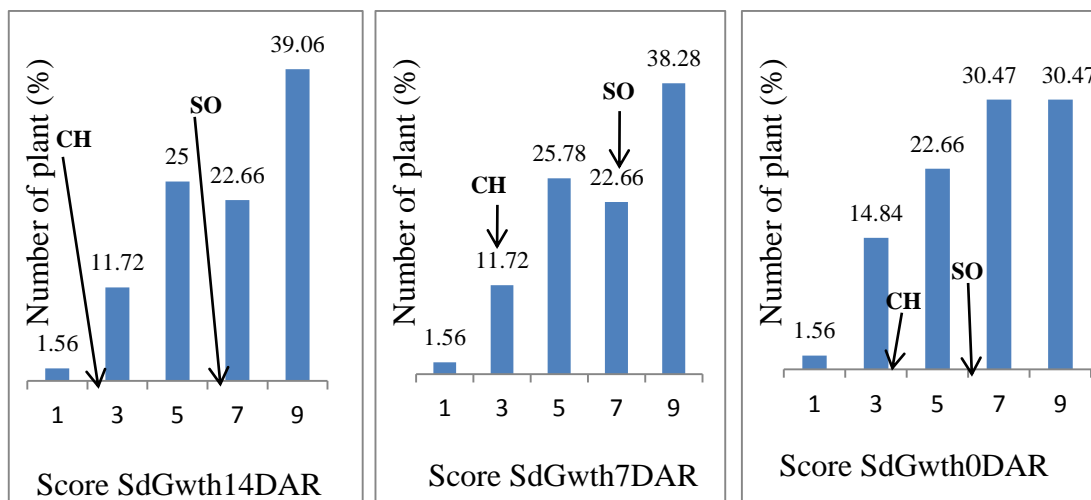 Number of plant (%)
39.06
SO
CH
25
22.66
11.72
1.56
1 3 5 7 9
Score SdGwth14DAR
Number of plant (%)
38.28
SO
25.78
CH
22.66
11.72
1.56
1 3 5 7 9
Score SdGwth7DAR
Number of plant (%)
30.47 30.47
22.66
14.84
SO
CH
1.56
1 3 5 7 9
Score SdGwth0DAR